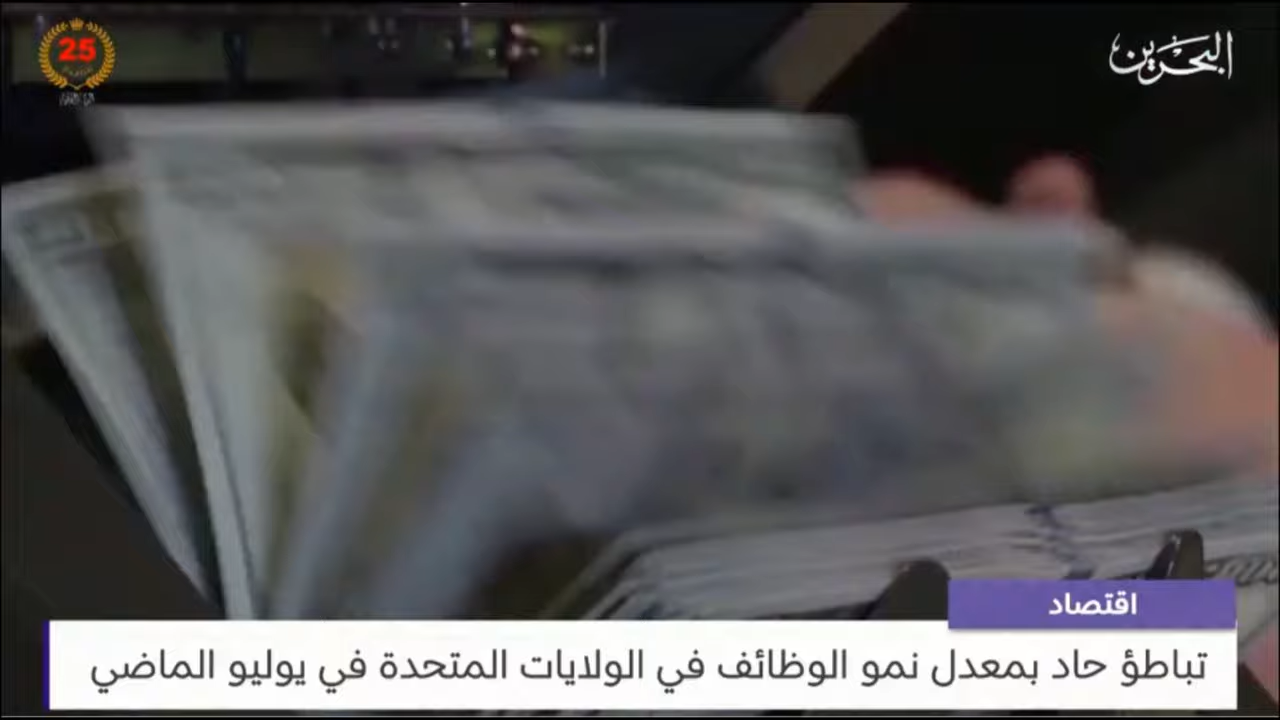 البحرين
25
اقتصاد
تباطؤ حاد بمعدل نمو الوظائف في الولايات المتحدة في يوليو الماضي